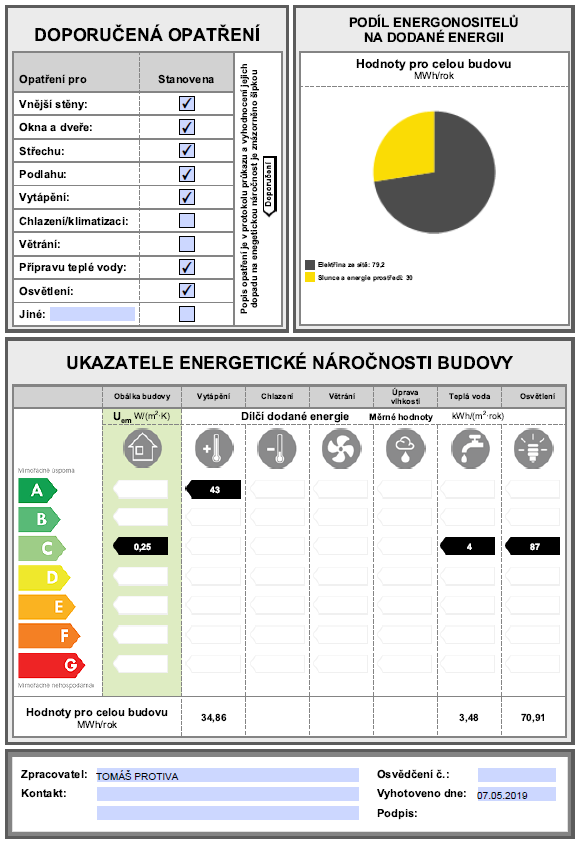 DOPORUČENÁ OPATŘENÍ
Opatření pro
Stanovena
Vnější stěny:
Okna a dveře:
Střechu:
Podlahu:
Vytápění:
Chlazení/klimatizaci:
Větrání:
Přípravu teplé vody:
Osvětlení:
Jiné:
Popis opatření je v protokolu průkazu a vyhodnocení jejich
dopadu na enegetickou náročnost je znázorněno šipkou
Doporučení
PODÍL ENERGONOSITELŮ
NA DODANÉ ENERGII
Hodnoty pro celou budovu
MWh/rok
Elektřina ze sítě: 79,2
Slunce a energie prostředí: 30
UKAZATELE ENERGETICKÉ NÁROČNOSTI BUDOVY
Obálka budovy
Vytápění
Chlazení
Větrání
Úprava
vlhkosti
Teplá voda
Osvětlení
Uem W/(m²·K)
Dílčí dodané energie
Měrné hodnoty
kWh/(m²·rok)
Mimořádně úsporná
A
43
B
C
0,25
4
87
D
E
F
G
Mimořádně nehospodárná
Hodnoty pro celou budovu
MWh/rok
34,86
3,48
70,91
Zpracovatel:
TOMÁŠ PROTIVA
Osvědčení č.:
Kontakt:
Vyhotoveno dne:
07.05.2019
Podpis: